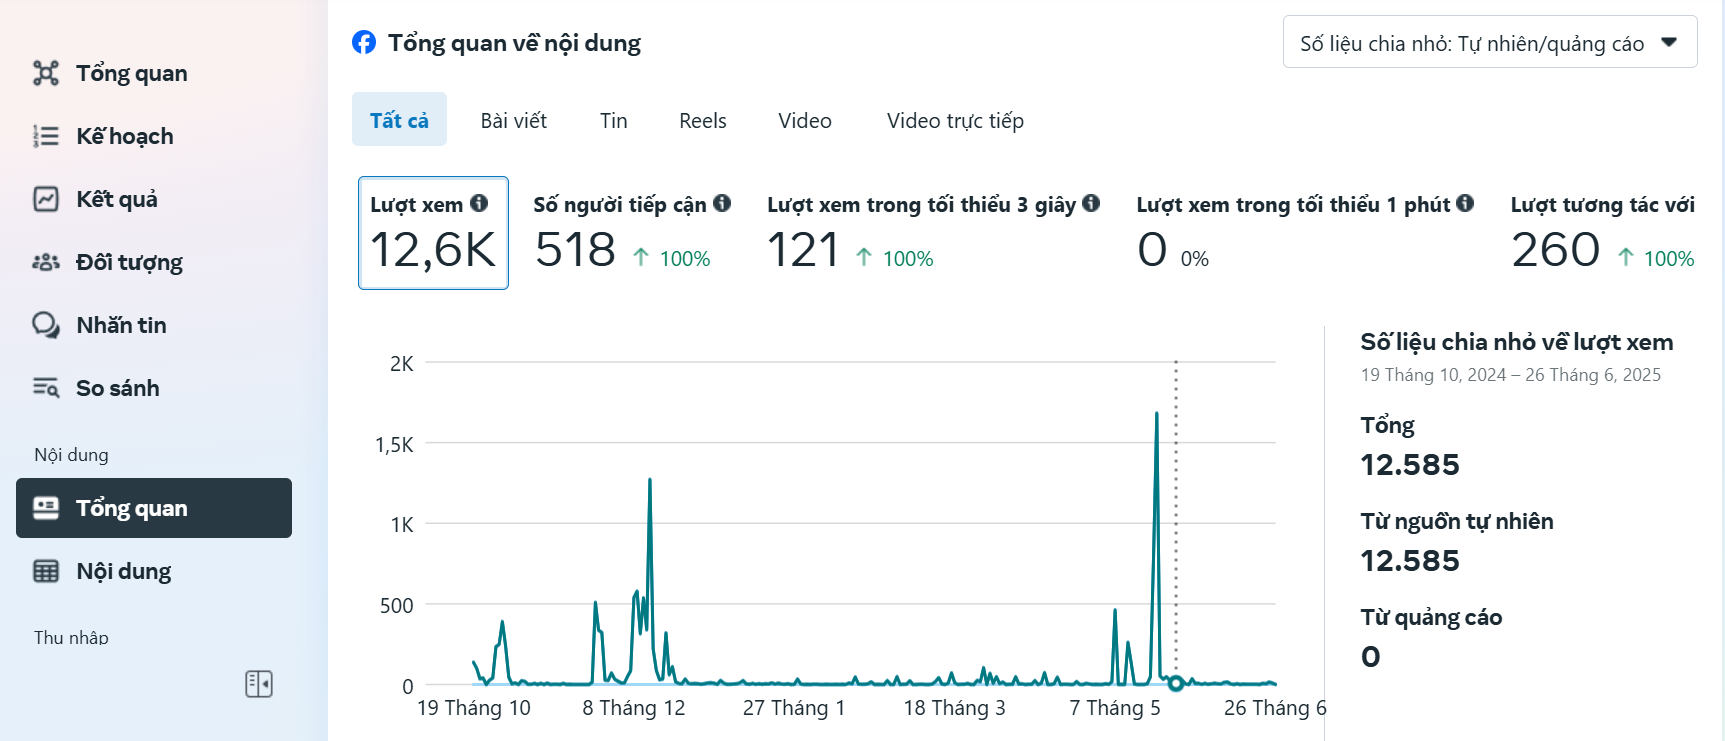 Tổng quan
Kế hoạch
Kết quả
Đối tượng
Nhắn tin
So sánh
Nội dung
Tổng quan
Nội dung
Thu nhập
Tổng quan về nội dung
Số liệu chia nhỏ: Tự nhiên/quảng cáo
Tất cả Bài viết Tin Reels Video Video trực tiếp
Lượt xem Số người tiếp cận Lượt xem trong tối thiểu 3 giây Lượt xem trong tối thiểu 1 phút Lượt tương tác với
12,6K 518 100% 121 100% 0 0% 260 100%
2K
1,5K
1K
500
0
19 Tháng 10 8 Tháng 12 27 Tháng 1 18 Tháng 3 7 Tháng 5 26 Tháng 6
Số liệu chia nhỏ về lượt xem
19 Tháng 10, 2024 – 26 Tháng 6, 2025
Tổng
12.585
Từ nguồn tự nhiên
12.585
Từ quảng cáo
0